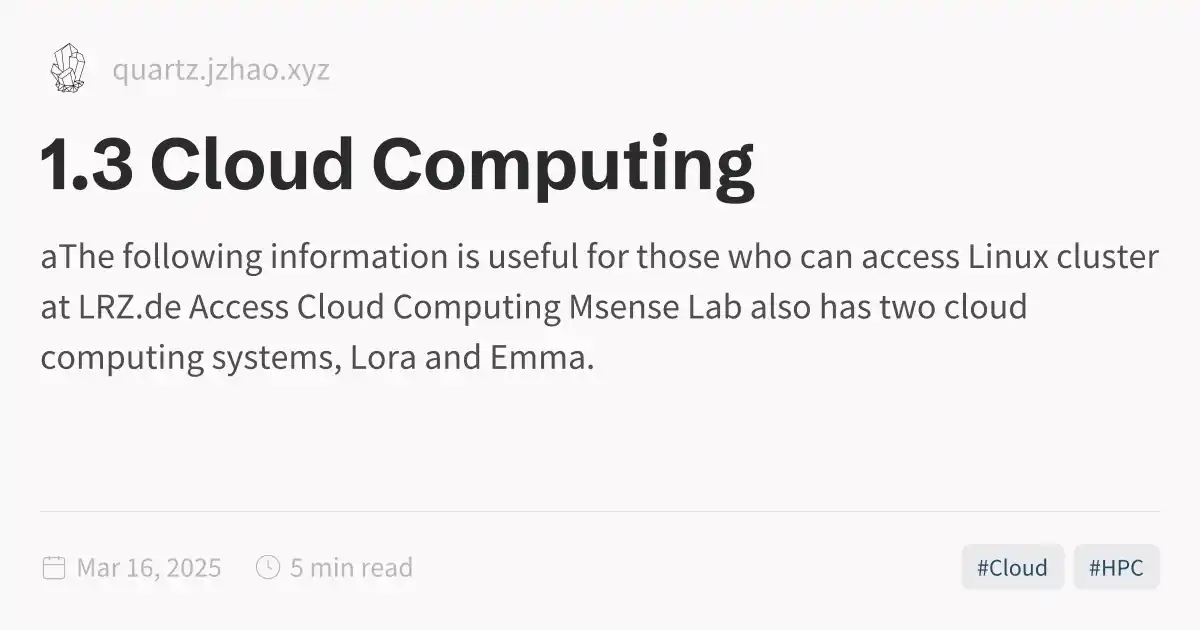 quartz.jzhao.xyz
1.3 Cloud Computing
aThe following information is useful for those who can access Linux cluster
at LRZ.de Access Cloud Computing Msense Lab also has two cloud
computing systems, Lora and Emma.
Mar 16, 2025 5 min read #Cloud #HPC